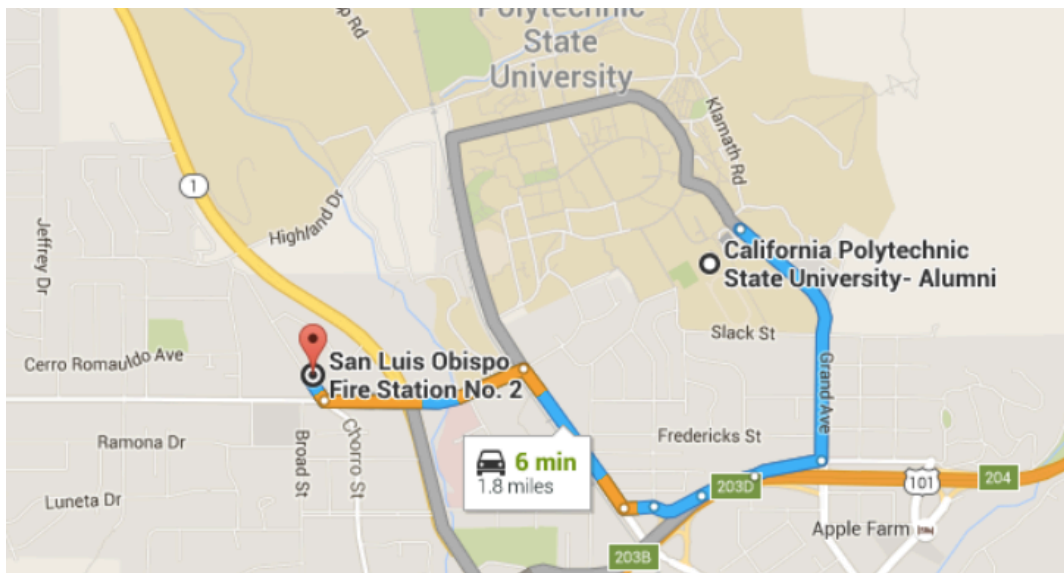 Polytechnic
State
University
p Rd
Klamath Rd
1
Highland Dr
Jeffrey Dr
California Polytechnic
State University- Alumni
Slack St
San Luis Obispo
Fire Station No. 2
Cerro Romauldo Ave
Grand Ave
Ramona Dr
Broad St
Chorro St
Fredericks St
6 min
1.8 miles
Luneta Dr
203D
101
204
Apple Farm
203B